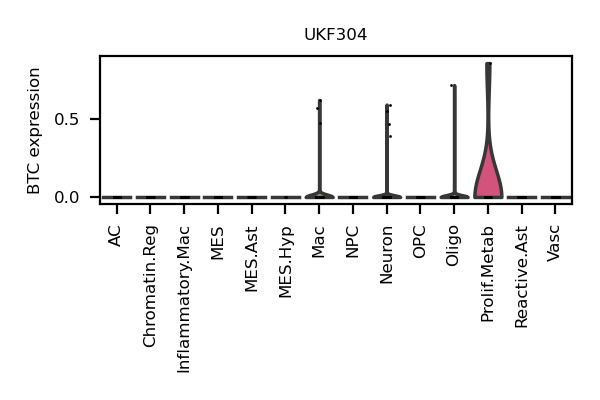 UKF304
BTC expression
0.5
0.0
AC
Chromatin.Reg
Inflammatory.Mac
MES
MES.Ast
MES.Hyp
Mac
NPC
Neuron
OPC
Oligo
Prolif.Metab
Reactive.Ast
Vasc